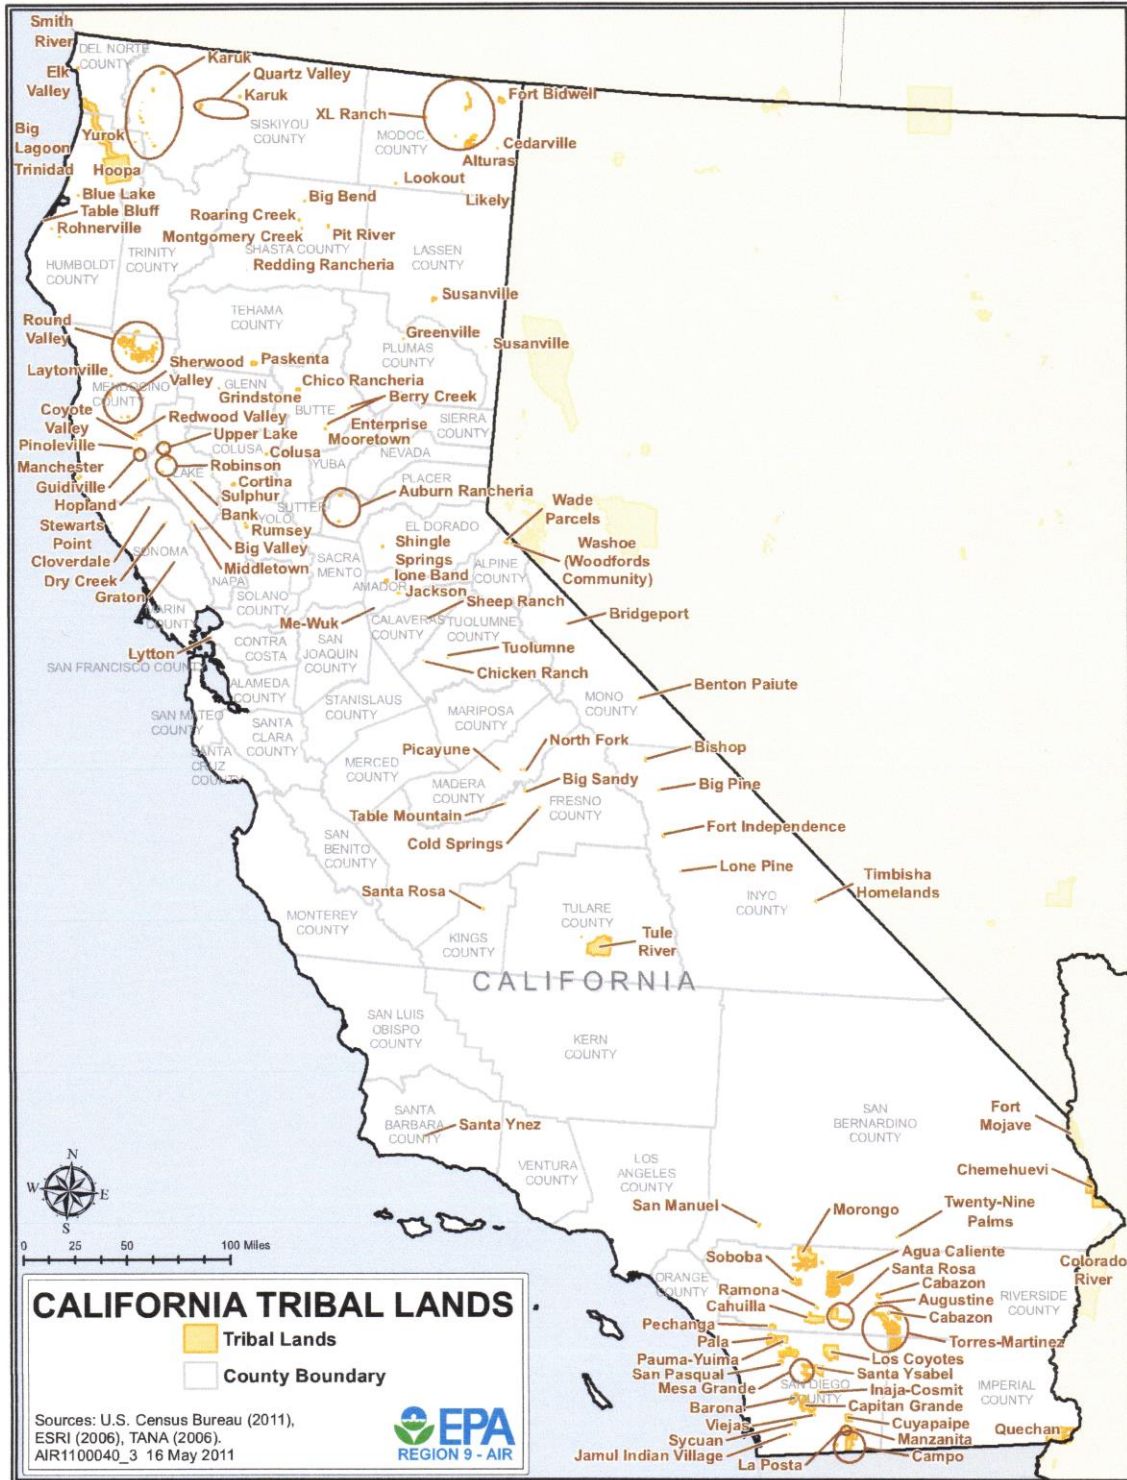 Smith
River
DEL NORTE
COUNTY
Elk
Valley
Karuk
Quartz Valley
Karuk
Fort Bidwell
XL Ranch
SISKIYOU
COUNTY
MODOC
COUNTY
Cedarville
Alturas
Big
Lagoon
Yurok
Trinidad
Hoopa
Lookout
Likely
Blue Lake
Table Bluff
Rohnerville
Big Bend
Roaring Creek
Montgomery Creek
Pit River
HUMBOLDT
COUNTY
TRINITY
COUNTY
SHASTA COUNTY
LASSEN
COUNTY
Redding Rancheria
Susanville
TEHAMA
COUNTY
Round
Valley
Greenville
PLUMAS
COUNTY
Susanville
Sherwood
Valley
Paskenta
Laytonville
MENDOCINO
COUNTY
GLENN
Grindstone
Chico Rancheria
BUTTE
Berry Creek
Coyote
Valley
Redwood Valley
Enterprise
Mooretown
SIERRA
COUNTY
Pinoleville
Upper Lake
COLUSA
Colusa
YUBA
NEVADA
Manchester
Robinson
LAKE
Guidiville
Cortina
PLACER
Auburn Rancheria
Hopland
Sulphur
Bank
SUTTER
Wade
Parcels
Stewarts
Point
YOLO
Rumsey
EL DORADO
Cloverdale
SONOMA
Big Valley
Shingle
Springs
Washoe
(Woodfords
Community)
Dry Creek
Middletown
SACRA
MENTO
ALPINE
COUNTY
NAPA
Ione Band
AMADOR
Graton
SOLANO
COUNTY
Jackson
Sheep Ranch
MARIN
COUNTY
Me-Wuk
CALAVERAS
COUNTY
TUOLUMNE
COUNTY
Bridgeport
Lytton
CONTRA
COSTA
SAN
JOAQUIN
COUNTY
Tuolumne
SAN FRANCISCO COUNTY
Chicken Ranch
ALAMEDA
COUNTY
STANISLAUS
COUNTY
MONO
COUNTY
Benton Paiute
SAN MATEO
COUNTY
SANTA
CLARA
COUNTY
MARIPOSA
COUNTY
SANTA
CRUZ
COUNTY
MERCED
COUNTY
Picayune
North Fork
Bishop
MADERA
COUNTY
Big Sandy
Big Pine
Table Mountain
FRESNO
COUNTY
SAN
BENITO
COUNTY
Cold Springs
Fort Independence
Lone Pine
Santa Rosa
Timbisha
Homelands
INYO
COUNTY
MONTEREY
COUNTY
TULARE
COUNTY
KINGS
COUNTY
Tule
River
CALIFORNIA
SAN LUIS
OBISPO
COUNTY
KERN
COUNTY
SANTA
BARBARA
COUNTY
Santa Ynez
SAN
BERNARDINO
COUNTY
Fort
Mojave
VENTURA
COUNTY
LOS
ANGELES
COUNTY
Chemehuevi
N
W
E
S
San Manuel
Morongo
Twenty-Nine
Palms
0 25 50 100 Miles
Soboba
Agua Caliente
Santa Rosa
Colorado
River
ORANGE
COUNTY
Ramona
Cabazon
Cahuilla
Augustine
RIVERSIDE
COUNTY
Pechanga
Cabazon
Pala
Torres-Martinez
Pauma-Yuima
Los Coyotes
San Pasqual
Santa Ysabel
Mesa Grande
SAN DIEGO
COUNTY
Inaja-Cosmit
IMPERIAL
COUNTY
Barona
Capitan Grande
Viejas
Cuyapaipe
Quechan
Sycuan
Manzanita
Jamul Indian Village
Campo
La Posta
CALIFORNIA TRIBAL LANDS
Tribal Lands
County Boundary
Sources: U.S. Census Bureau (2011),
ESRI (2006), TANA (2006).
AIR1100040_3 16 May 2011
EPA
REGION 9 - AIR